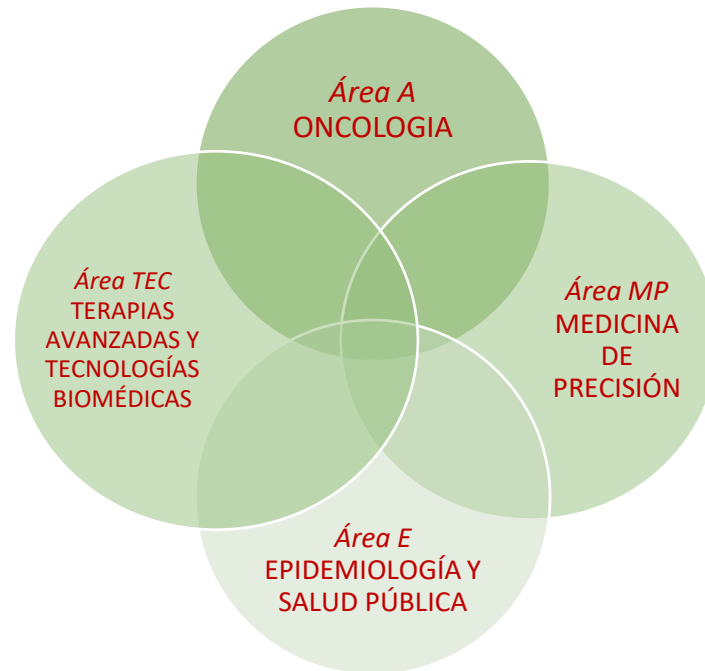 Área A
ONCOLOGIA
Área TEC
TERAPIAS
AVANZADAS Y
TECNOLOGÍAS
BIOMÉDICAS
Área MP
MEDICINA
DE
PRECISIÓN
Área E
EPIDEMIOLOGÍA Y
SALUD PÚBLICA